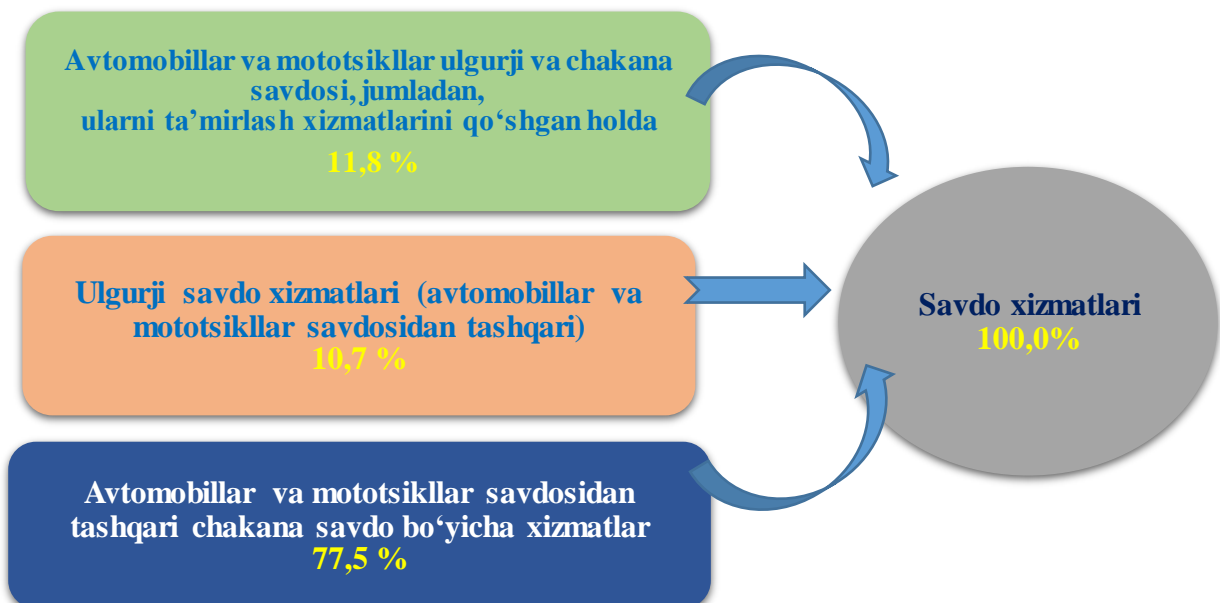 Avtomobillar va mototsikllar ulgurji va chakana
savdosi, jumladan,
ularni ta’mirlash xizmatlarini qo‘shgan holda
11,8 %
Ulgurji savdo xizmatlari (avtomobillar va
mototsikllar savdosidan tashqari)
10,7 %
Avtomobillar va mototsikllar savdosidan
tashqari chakana savdo bo‘yicha xizmatlar
77,5 %
Savdo xizmatlari
100,0%